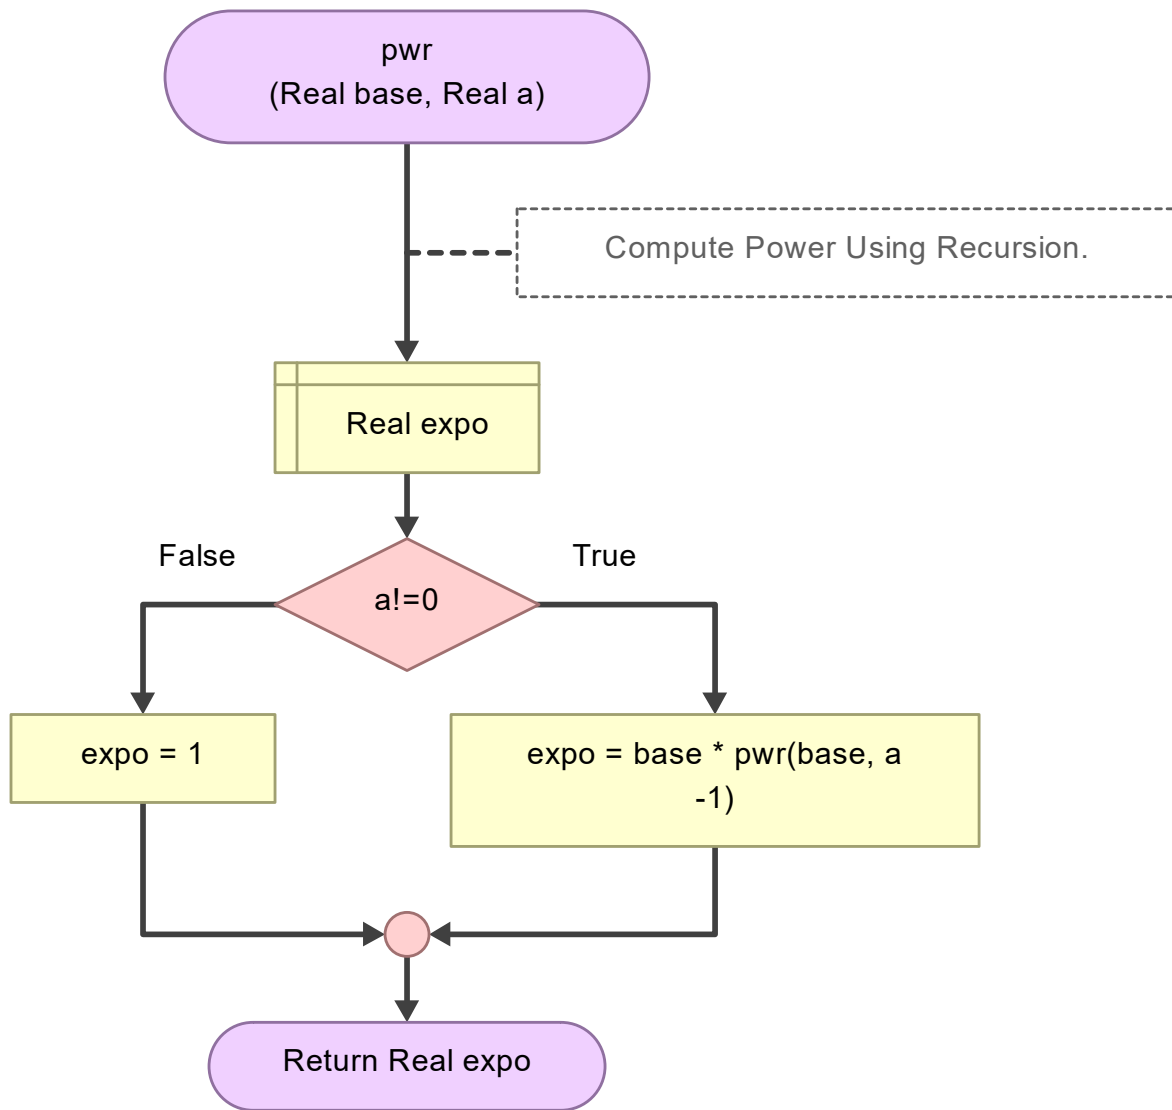 pwr
(Real base, Real a)
Compute Power Using Recursion.
Real expo
False
True
a!=0
expo = 1
expo = base * pwr(base, a
-1)
Return Real expo